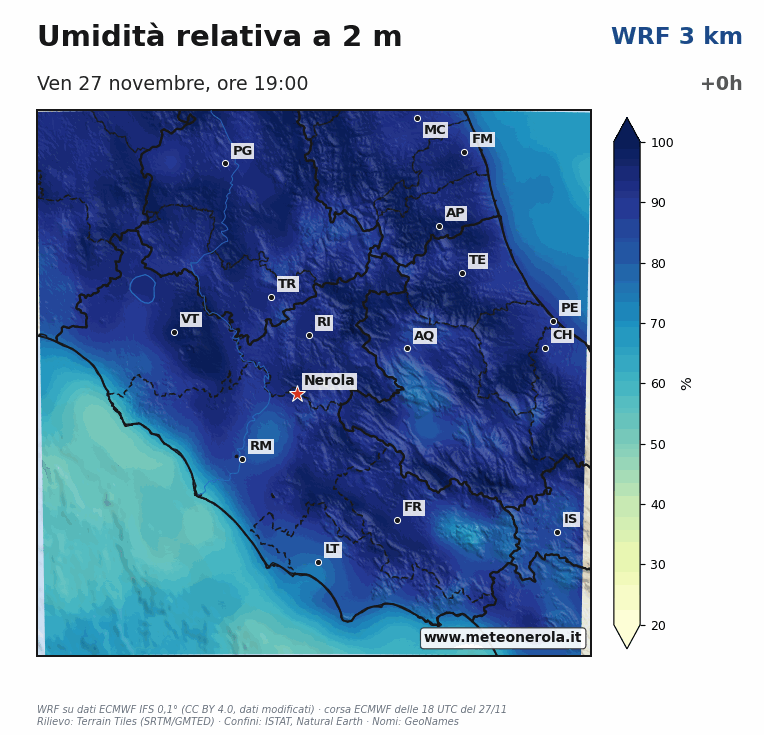 Umidità relativa a 2 m
WRF 3 km
Ven 27 novembre, ore 19:00
+0h
MC
FM
PG
AP
TE
TR
PE
VT
RI
AQ
CH
Nerola
RM
FR
IS
LT
www.meteonerola.it
100
90
80
70
60
50
40
30
20
%
WRF su dati ECMWF IFS 0,1° (CC BY 4.0, dati modificati) · corsa ECMWF delle 18 UTC del 27/11
Rilievo: Terrain Tiles (SRTM/GMTED) · Confini: ISTAT, Natural Earth · Nomi: GeoNames